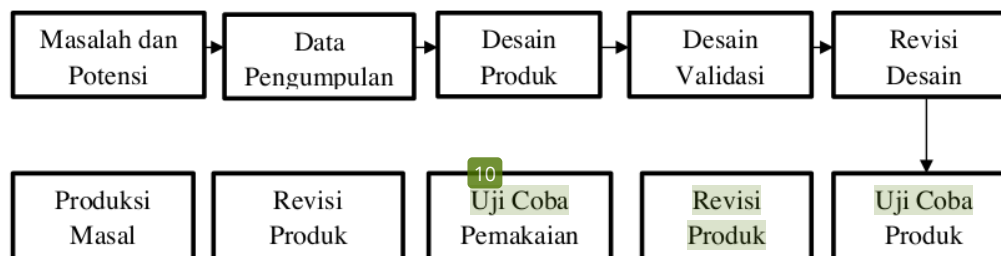 Masalah dan
Potensi
Data
Pengumpulan
Desain
Produk
Desain
Validasi
Revisi
Desain
Produksi
Masal
Revisi
Produk
10
Uji Coba
Pemakaian
Revisi
Produk
Uji Coba
Produk